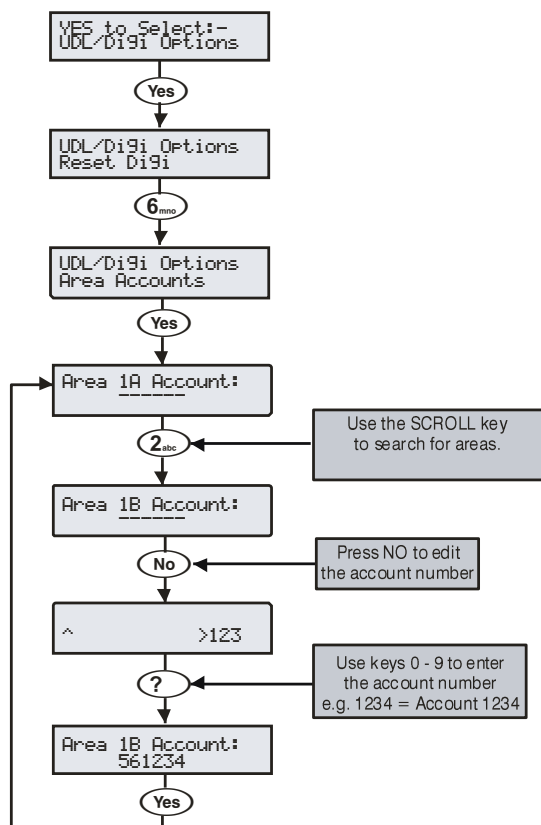 YES to Select:-
UDL/Digi Options
Yes
UDL/Digi Options
Reset Digi
6mno
UDL/Digi Options
Area Accounts
Yes
Area 1A Account:
------
2abc
Use the SCROLL key
to search for areas.
Area 1B Account:
------
No
Press NO to edit
the account number
^ >123
?
Use keys 0 - 9 to enter
the account number
e.g. 1234 = Account 1234
Area 1B Account:
561234
Yes